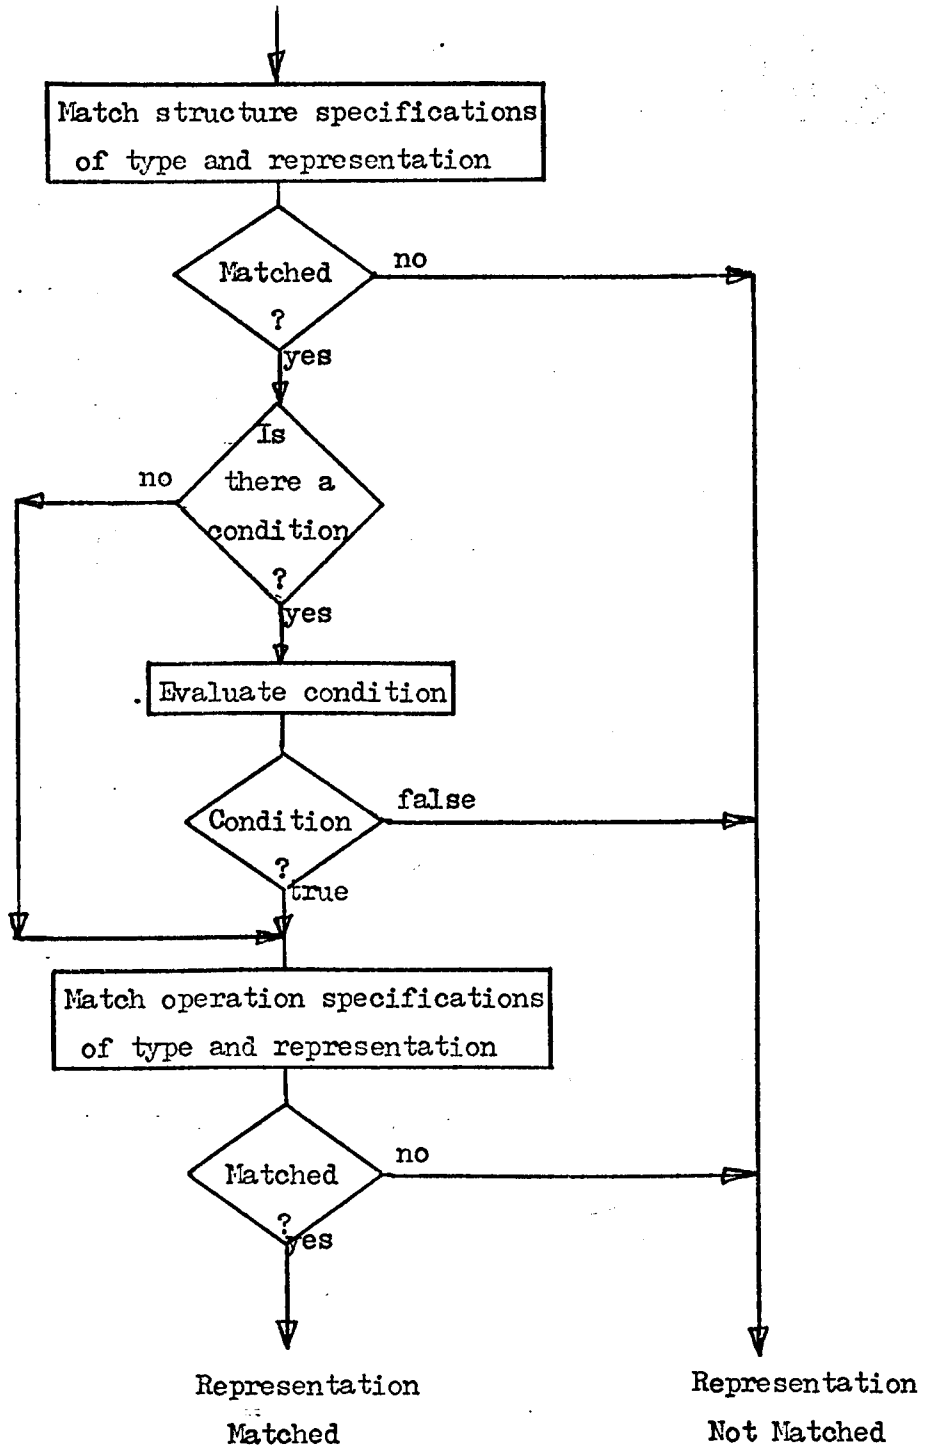 Match structure specifications
of type and representation
Matched
?
no
yes
Is
there a
condition
?
no
yes
Evaluate condition
Condition
?
false
true
Match operation specifications
of type and representation
Matched
?
no
yes
Representation
Matched
Representation
Not Matched